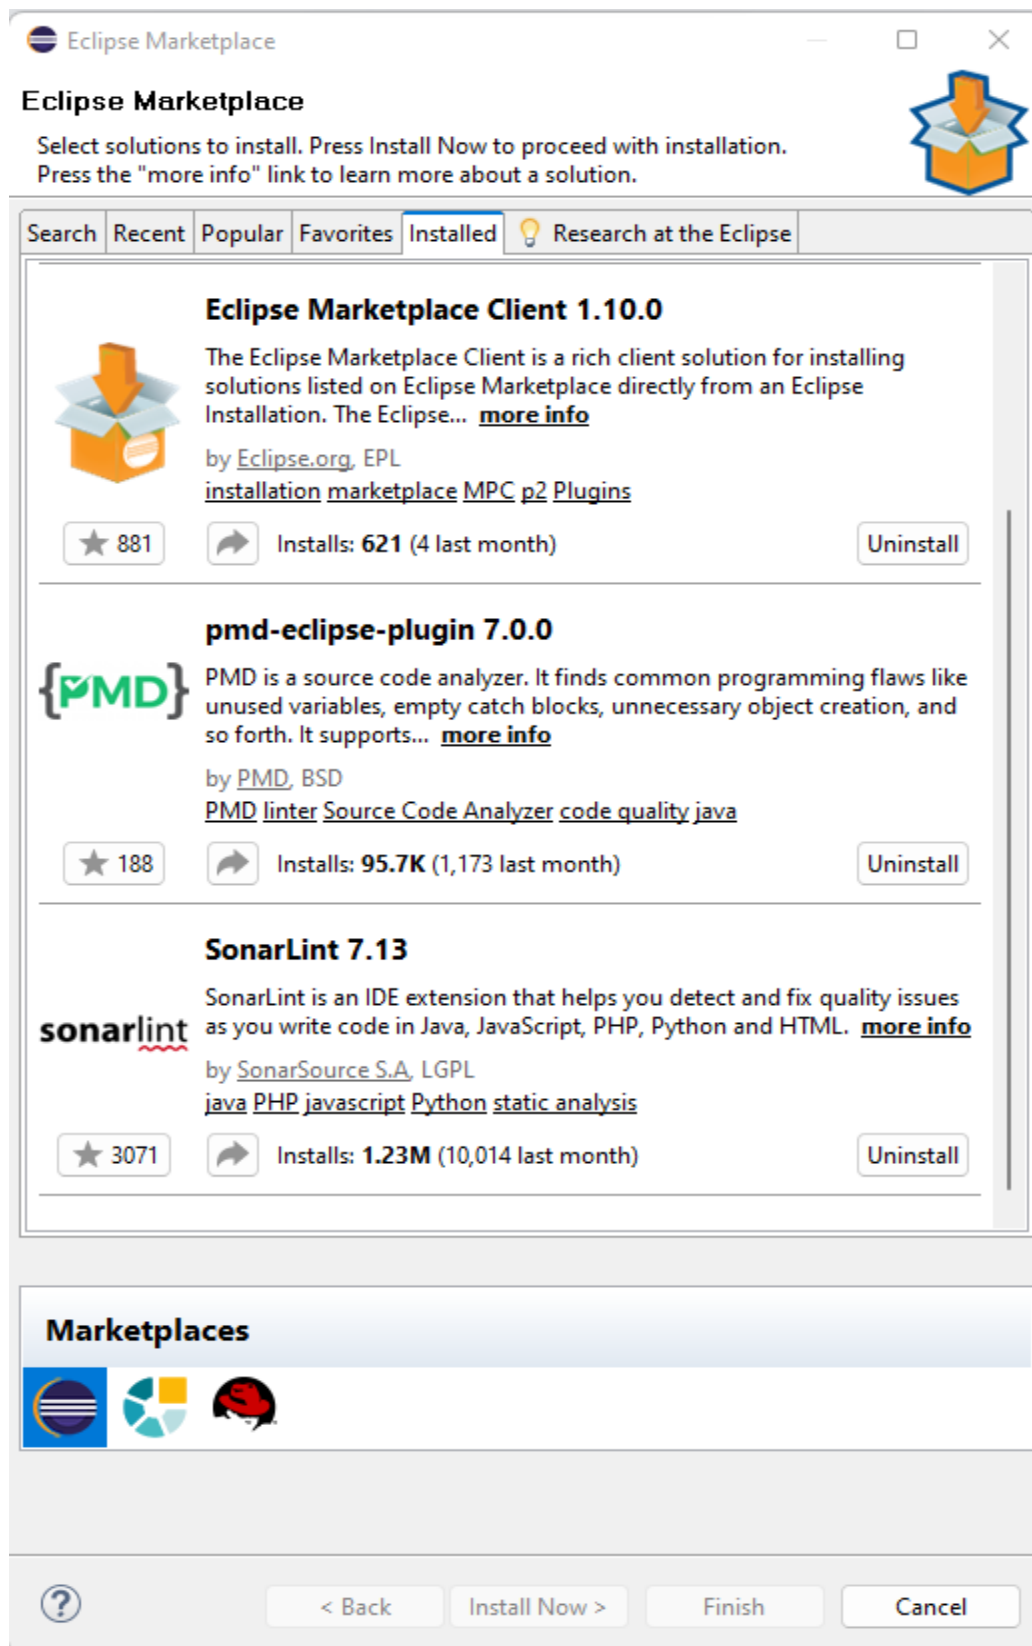 Eclipse Marketplace
Eclipse Marketplace
Select solutions to install. Press Install Now to proceed with installation.
Press the "more info" link to learn more about a solution.
Search Recent Popular Favorites Installed Research at the Eclipse
Eclipse Marketplace Client 1.10.0
The Eclipse Marketplace Client is a rich client solution for installing
solutions listed on Eclipse Marketplace directly from an Eclipse
Installation. The Eclipse... more info
by Eclipse.org, EPL
installation marketplace MPC p2 Plugins
881 Installs: 621 (4 last month) Uninstall
pmd-eclipse-plugin 7.0.0
{PMD}
PMD is a source code analyzer. It finds common programming flaws like
unused variables, empty catch blocks, unnecessary object creation, and
so forth. It supports... more info
by PMD, BSD
PMD linter Source Code Analyzer code quality java
188 Installs: 95.7K (1,173 last month) Uninstall
SonarLint 7.13
sonarlint
SonarLint is an IDE extension that helps you detect and fix quality issues
as you write code in Java, JavaScript, PHP, Python and HTML. more info
by SonarSource S.A, LGPL
java PHP javascript Python static analysis
3071 Installs: 1.23M (10,014 last month) Uninstall
Marketplaces
? < Back Install Now > Finish Cancel